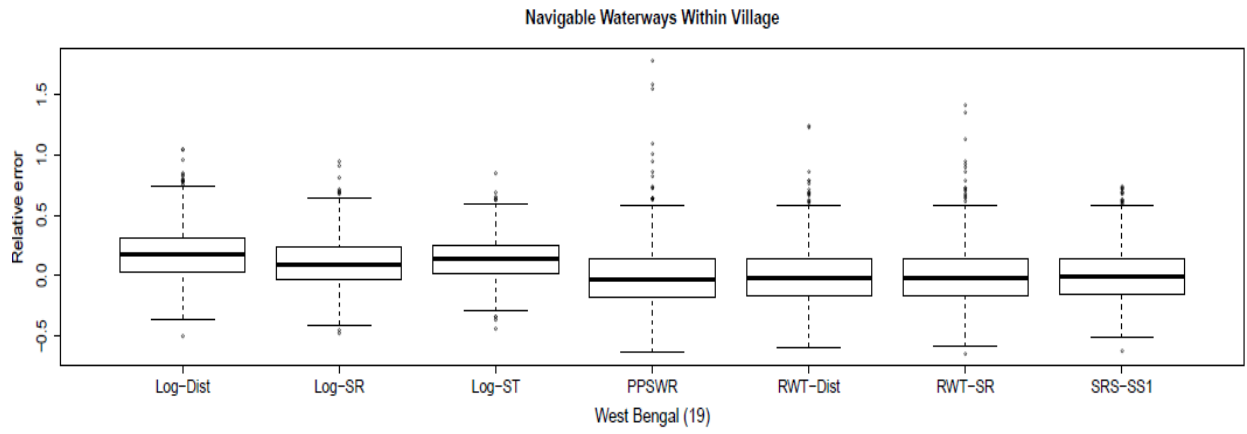 Navigable Waterways Within Village
Relative error
1.5
1.0
0.5
0.0
−0.5
Log−Dist Log−SR Log−ST PPSWR RWT−Dist RWT−SR SRS−SS1
West Bengal (19)